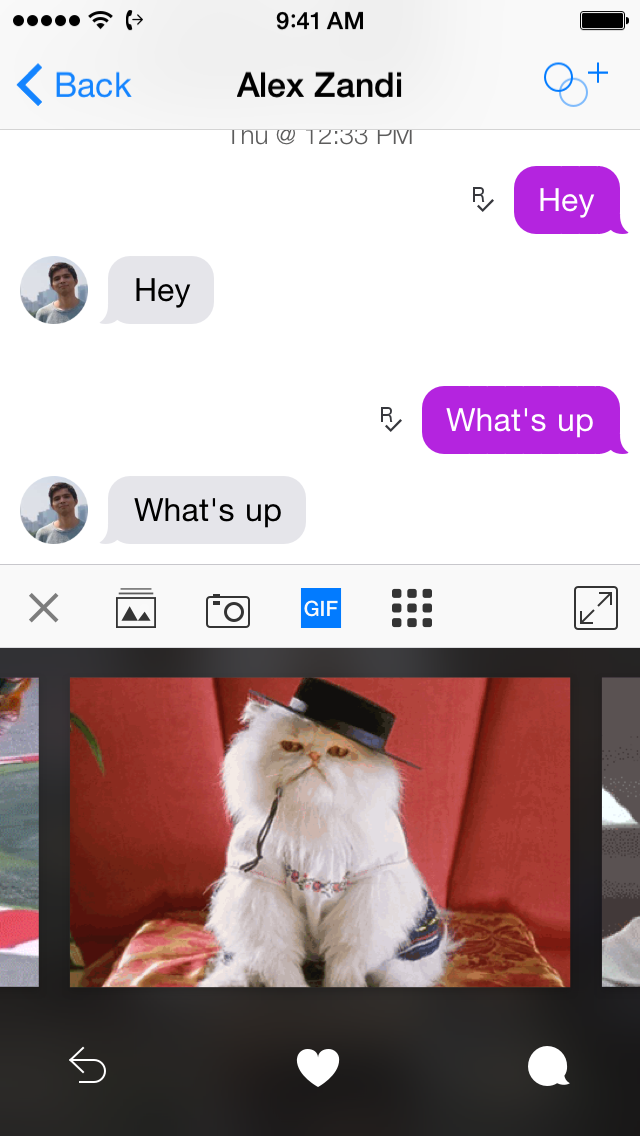 9:41 AM
Back
Alex Zandi
Thu @ 12:33 PM
R
Hey
Hey
R
What's up
What's up
GIF